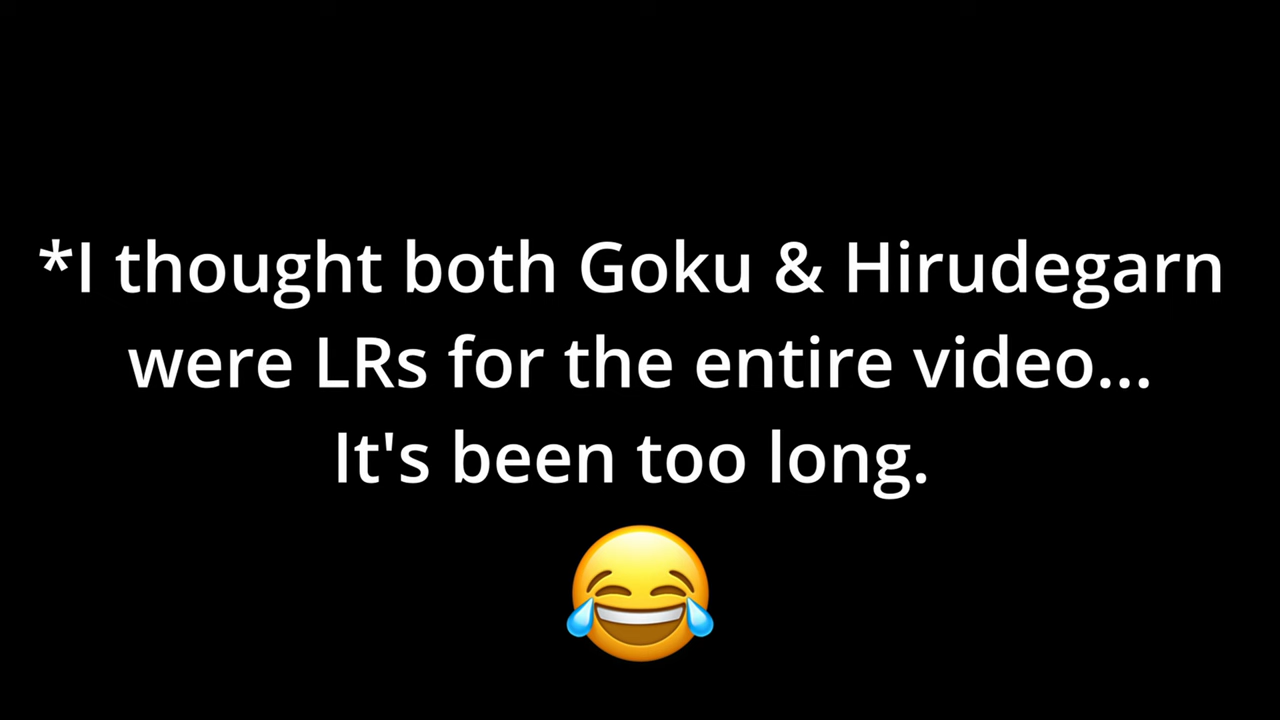 *I thought both Goku & Hirudegarn
were LRs for the entire video...
It's been too long.